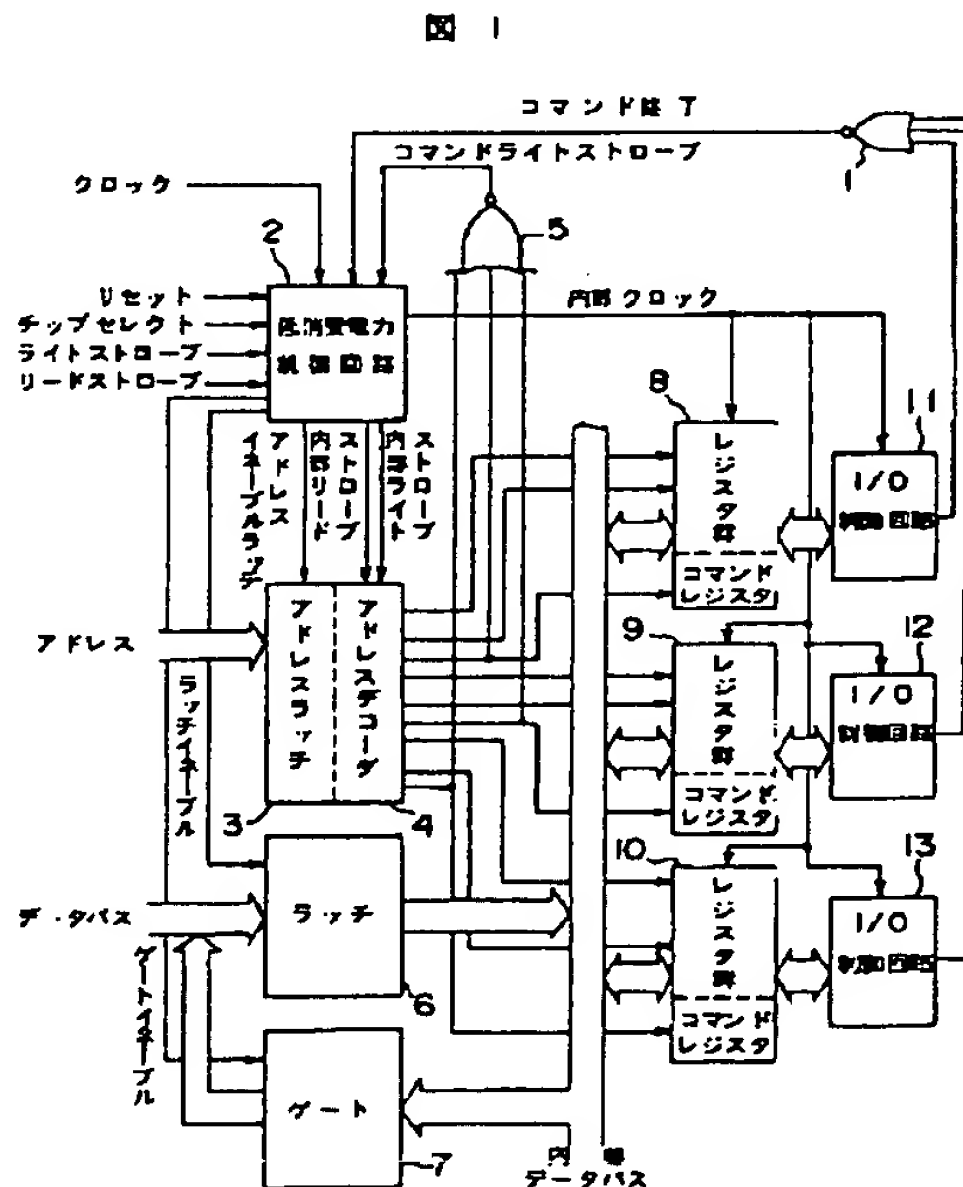 図 1
コマンド終了
コマンドライトストローブ
1
クロック
5
2
リセット
チップセレクト
ライトストローブ
リードストローブ
低消費電力
制御回路
内部クロック
8
11
アドレス
イネーブルラッチ
内部リード
ストローブ
内部ライト
ストローブ
レジスタ群
コマンド
レジスタ
I/O
制御回路
アドレス
アドレスラッチ
アドレスデコーダ
3
4
9
12
レジスタ群
コマンド
レジスタ
I/O
制御回路
ラッチイネーブル
10
13
データバス
ラッチ
6
レジスタ群
コマンド
レジスタ
I/O
制御回路
ゲートイネーブル
ゲート
7
内部
データバス